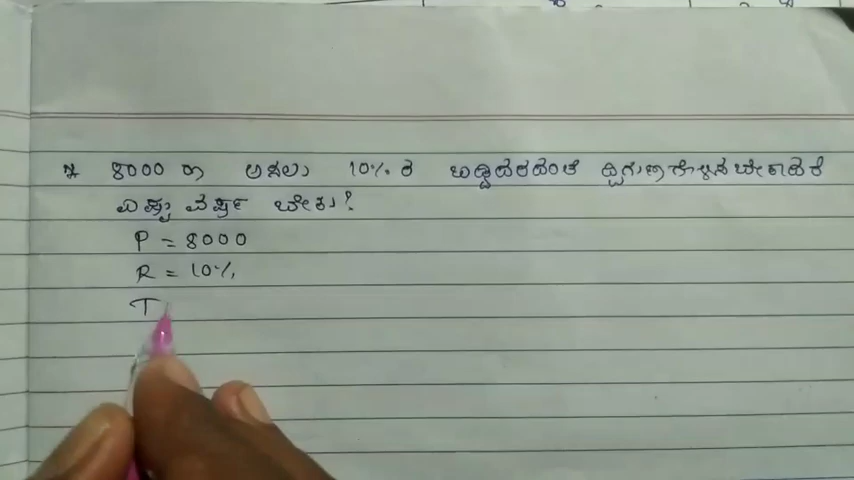 * 8000 ರೂ ಅಸಲು 10% ರ ಬಡ್ಡಿದರದಂತೆ ದ್ವಿಗುಣಗೊಳ್ಳಬೇಕಾದರೆ
ಎಷ್ಟು ವರ್ಷ ಬೇಕು?
P = 8000
R = 10%
T